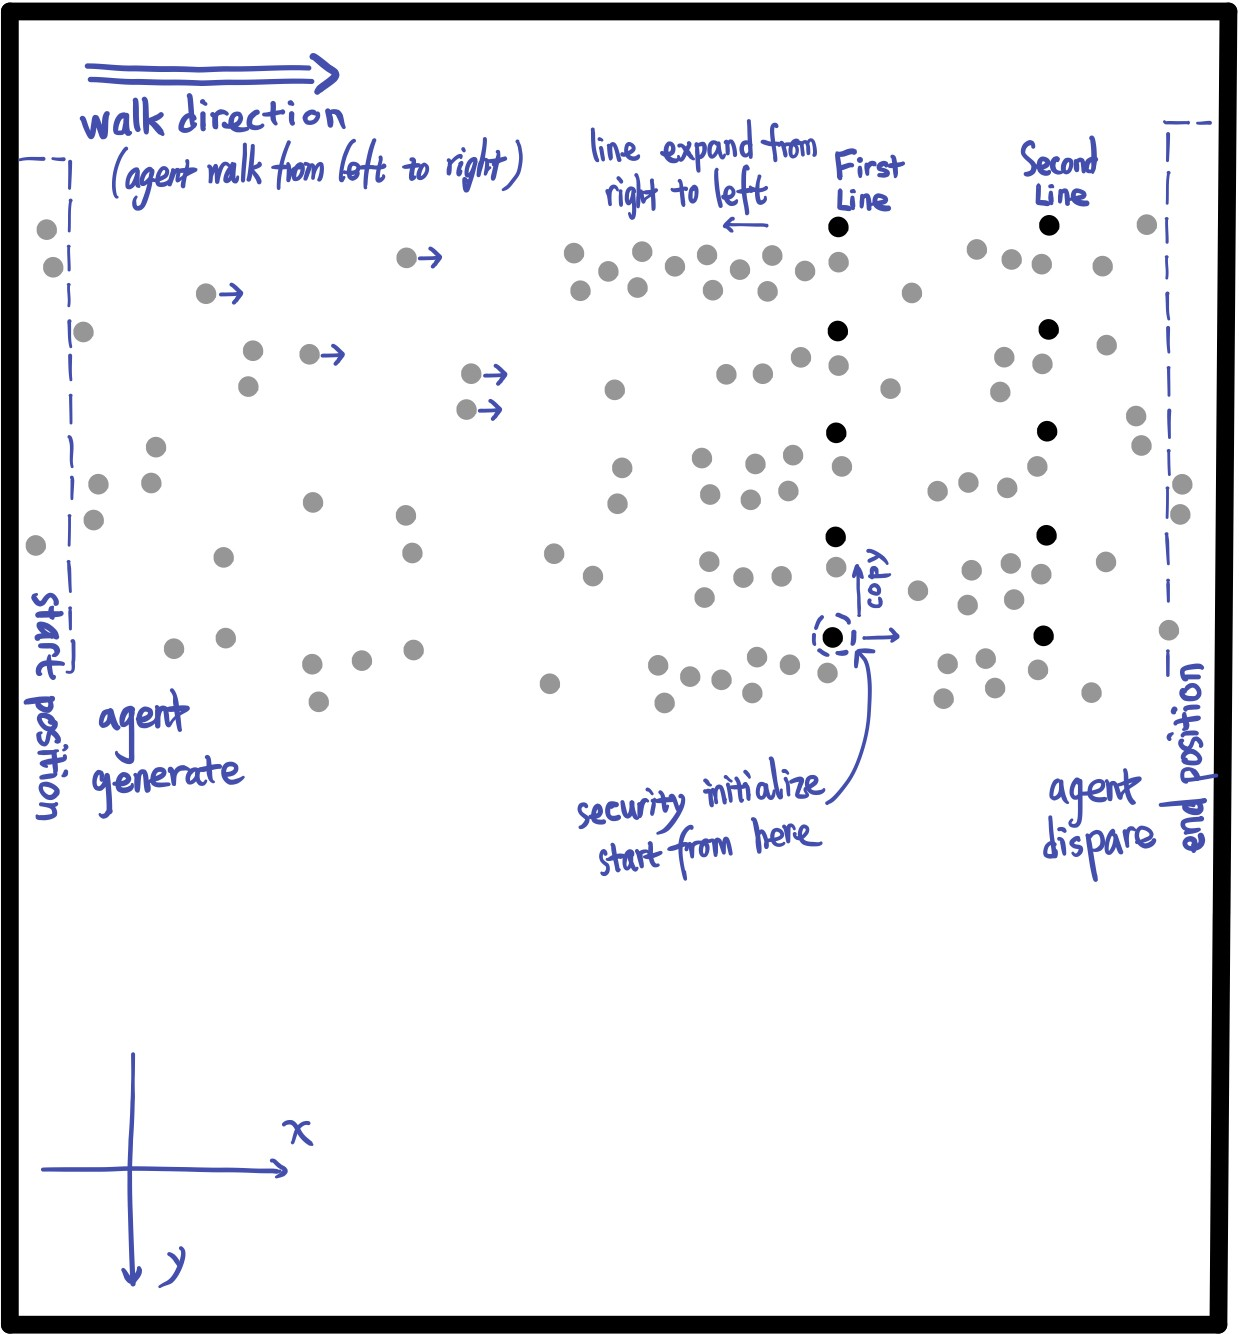 walk direction
(agent walk from left to right)
line expand from
right to left
First
Line
Second
Line
copy
start position
agent
generate
security initialize
start from here
agent
dispare
end position
x
y